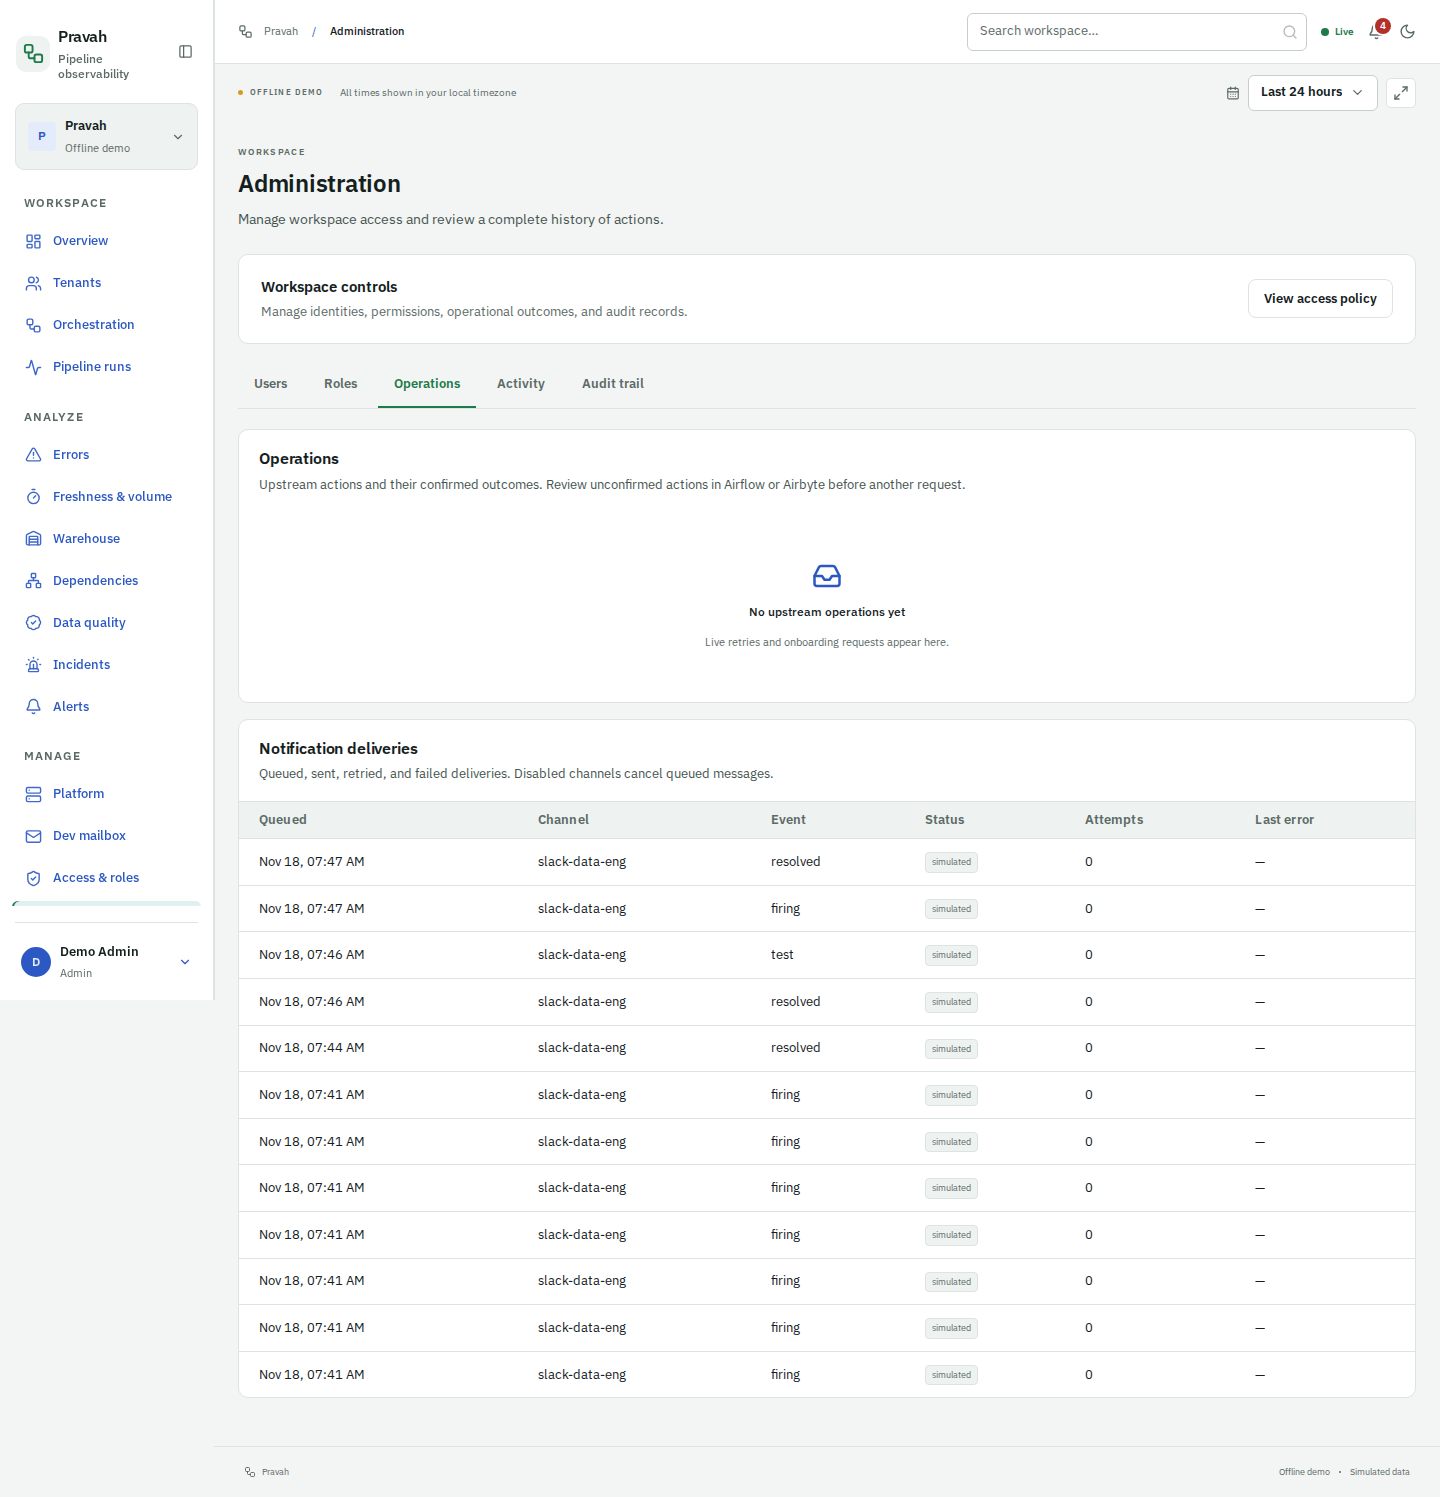 Pravah
Pipeline
observability
P
Pravah
Offline demo
WORKSPACE
Overview
Tenants
Orchestration
Pipeline runs
ANALYZE
Errors
Freshness & volume
Warehouse
Dependencies
Data quality
Incidents
Alerts
MANAGE
Platform
Dev mailbox
Access & roles
D
Demo Admin
Admin
Pravah / Administration
Search workspace...
Live
4
OFFLINE DEMO All times shown in your local timezone
Last 24 hours
WORKSPACE
Administration
Manage workspace access and review a complete history of actions.
Workspace controls
Manage identities, permissions, operational outcomes, and audit records.
View access policy
Users Roles Operations Activity Audit trail
Operations
Upstream actions and their confirmed outcomes. Review unconfirmed actions in Airflow or Airbyte before another request.
No upstream operations yet
Live retries and onboarding requests appear here.
Notification deliveries
Queued, sent, retried, and failed deliveries. Disabled channels cancel queued messages.
Queued Channel Event Status Attempts Last error
Nov 18, 07:47 AM slack-data-eng resolved simulated 0 —
Nov 18, 07:47 AM slack-data-eng firing simulated 0 —
Nov 18, 07:46 AM slack-data-eng test simulated 0 —
Nov 18, 07:46 AM slack-data-eng resolved simulated 0 —
Nov 18, 07:44 AM slack-data-eng resolved simulated 0 —
Nov 18, 07:41 AM slack-data-eng firing simulated 0 —
Nov 18, 07:41 AM slack-data-eng firing simulated 0 —
Nov 18, 07:41 AM slack-data-eng firing simulated 0 —
Nov 18, 07:41 AM slack-data-eng firing simulated 0 —
Nov 18, 07:41 AM slack-data-eng firing simulated 0 —
Nov 18, 07:41 AM slack-data-eng firing simulated 0 —
Nov 18, 07:41 AM slack-data-eng firing simulated 0 —
Pravah
Offline demo • Simulated data